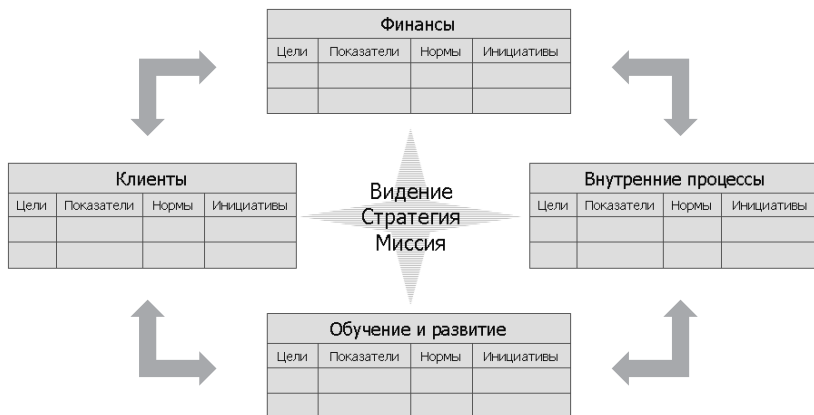 Финансы
Цели Показатели Нормы Инициативы
Клиенты
Цели Показатели Нормы Инициативы
Видение
Стратегия
Миссия
Внутренние процессы
Цели Показатели Нормы Инициативы
Обучение и развитие
Цели Показатели Нормы Инициативы